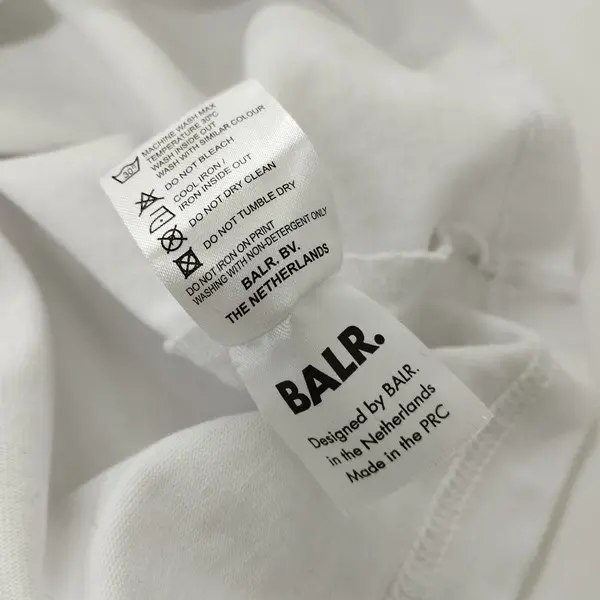 MACHINE WASH MAX
TEMPERATURE 30ºC
WASH INSIDE OUT
WASH WITH SIMILAR COLOUR
30
DO NOT BLEACH
COOL IRON/
IRON INSIDE OUT
DO NOT DRY CLEAN
DO NOT TUMBLE DRY
DO NOT IRON ON PRINT
WASHING WITH NON-DETERGENT ONLY
BALR. BV.
THE NETHERLANDS
BALR.
Designed by BALR.
in the Netherlands
Made in the PRC